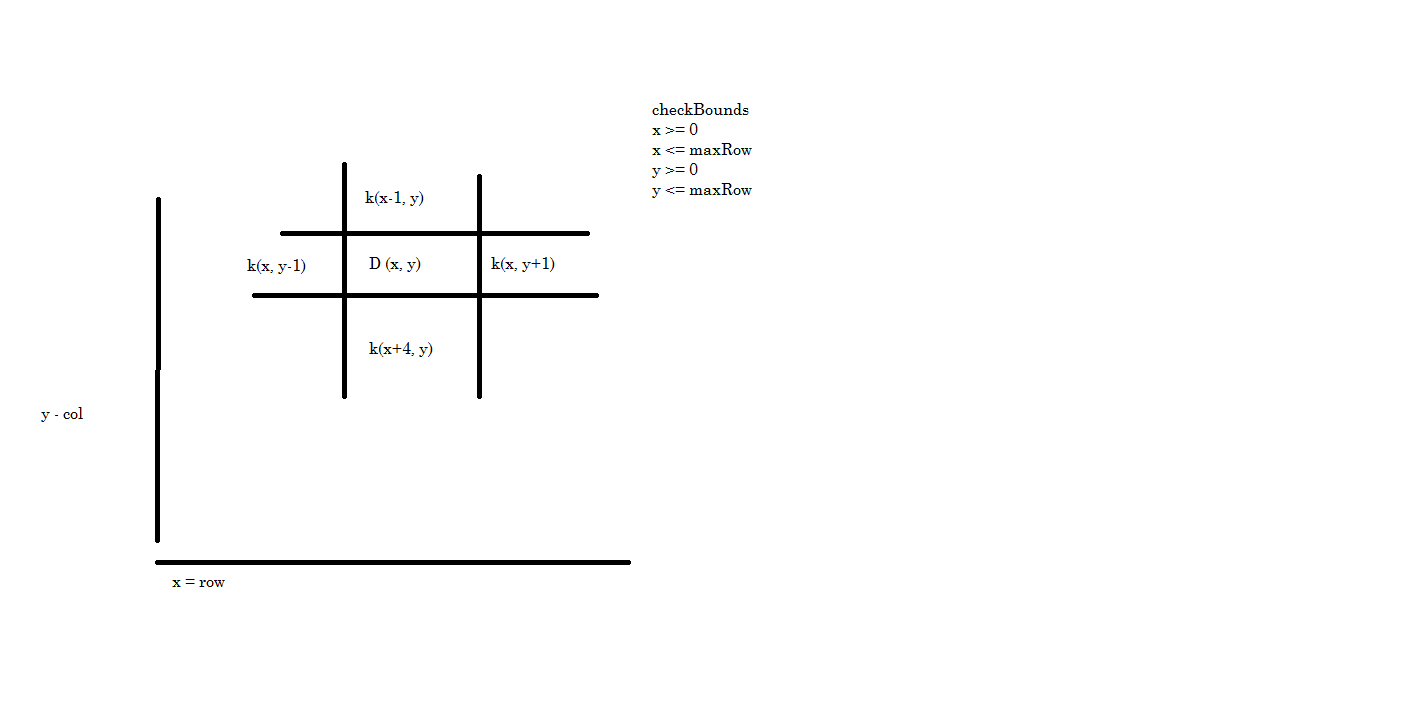 checkBounds
x >= 0
x <= maxRow
y >= 0
y <= maxRow
k(x-1, y)
k(x, y-1)
D (x, y)
k(x, y+1)
k(x+4, y)
y - col
x = row